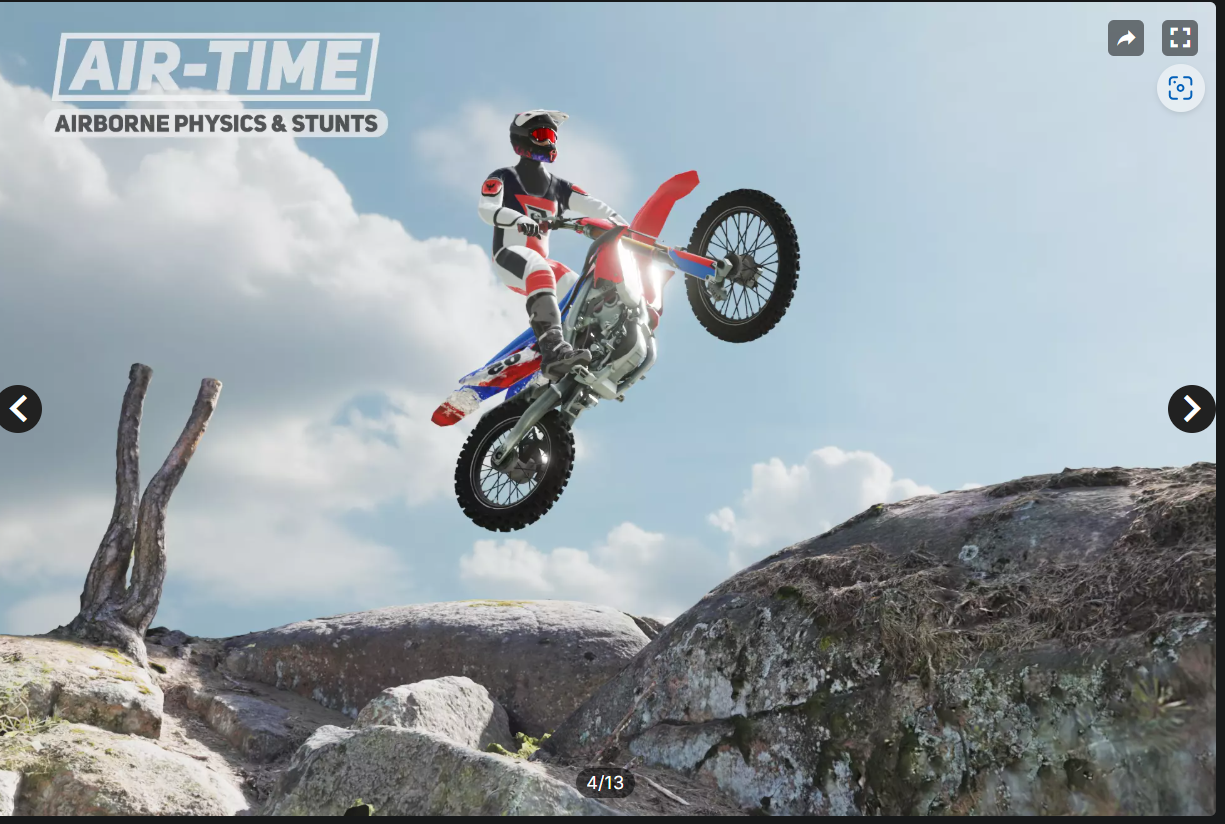 AIR-TIME
AIRBORNE PHYSICS & STUNTS
4/13